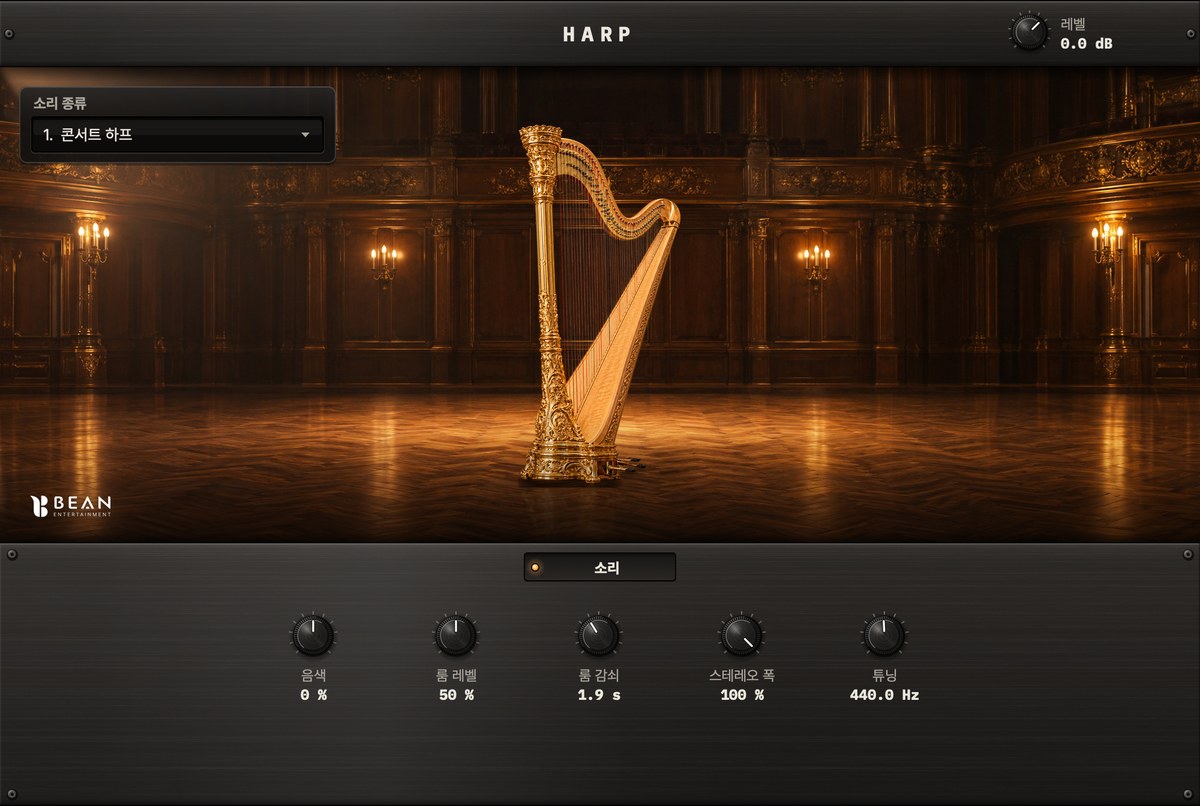 HARP
레벨
0.0 dB
소리 종류
1. 콘서트 하프
BEAN
ENTERTAINMENT
소리
음색
0 %
룸 레벨
50 %
룸 감쇠
1.9 s
스테레오 폭
100 %
튜닝
440.0 Hz